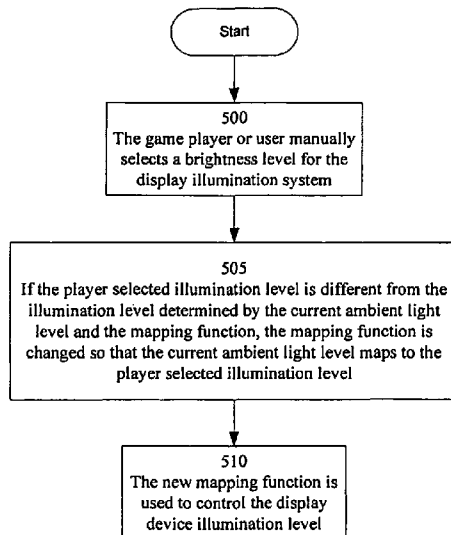 Start
500
The game player or user manually
selects a brightness level for the
display illumination system
505
If the player selected illumination level is different from the
illumination level determined by the current ambient light
level and the mapping function, the mapping function is
changed so that the current ambient light level maps to the
player selected illumination level
510
The new mapping function is
used to control the display
device illumination level